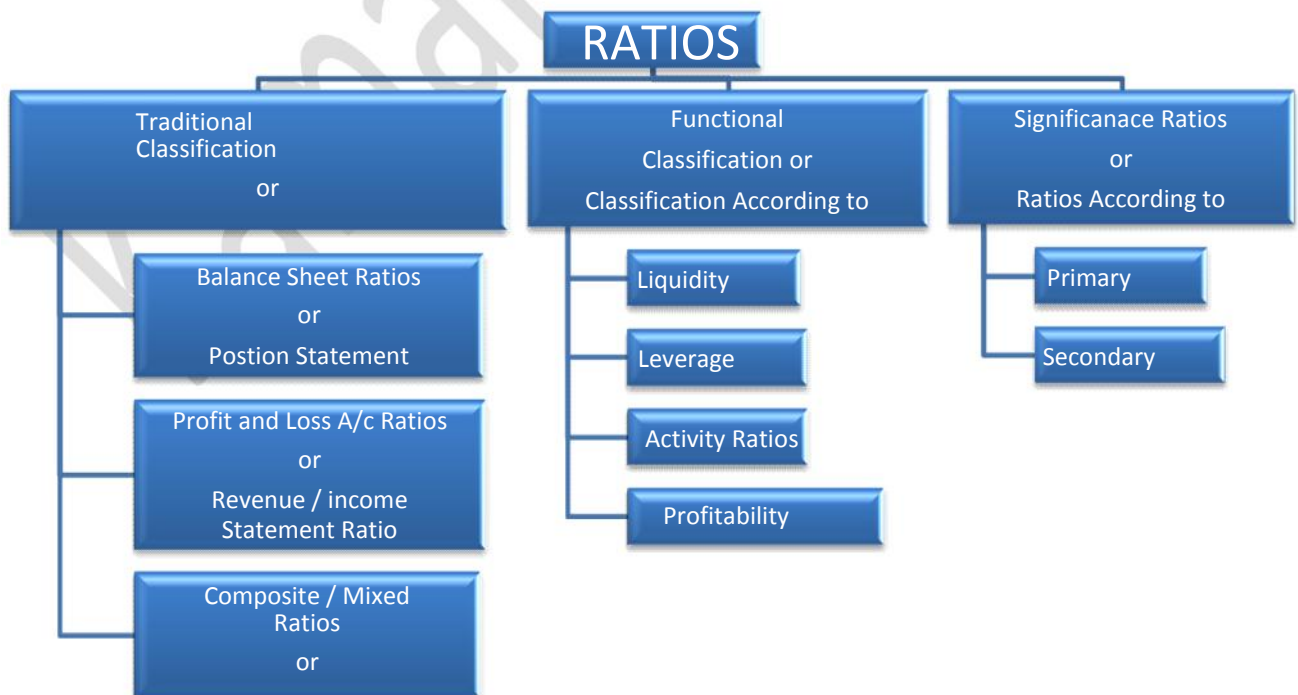 RATIOS
Traditional
Classification
or
Balance Sheet Ratios
or
Postion Statement
Profit and Loss A/c Ratios
or
Revenue / income
Statement Ratio
Composite / Mixed
Ratios
or
Functional
Classification or
Classification According to
Liquidity
Leverage
Activity Ratios
Profitability
Significanace Ratios
or
Ratios According to
Primary
Secondary